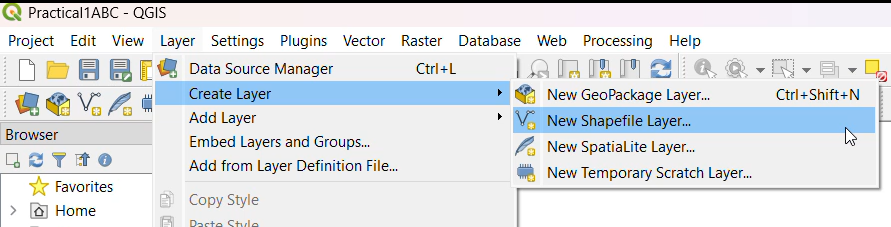 Practical1ABC - QGIS
Project Edit View Layer Settings Plugins Vector Raster Database Web Processing Help
Data Source Manager Ctrl+L
Create Layer
New GeoPackage Layer... Ctrl+Shift+N
Add Layer
New Shapefile Layer...
Embed Layers and Groups...
New SpatiaLite Layer...
Add from Layer Definition File...
New Temporary Scratch Layer...
Browser
Favorites
Home
Copy Style
Paste Style